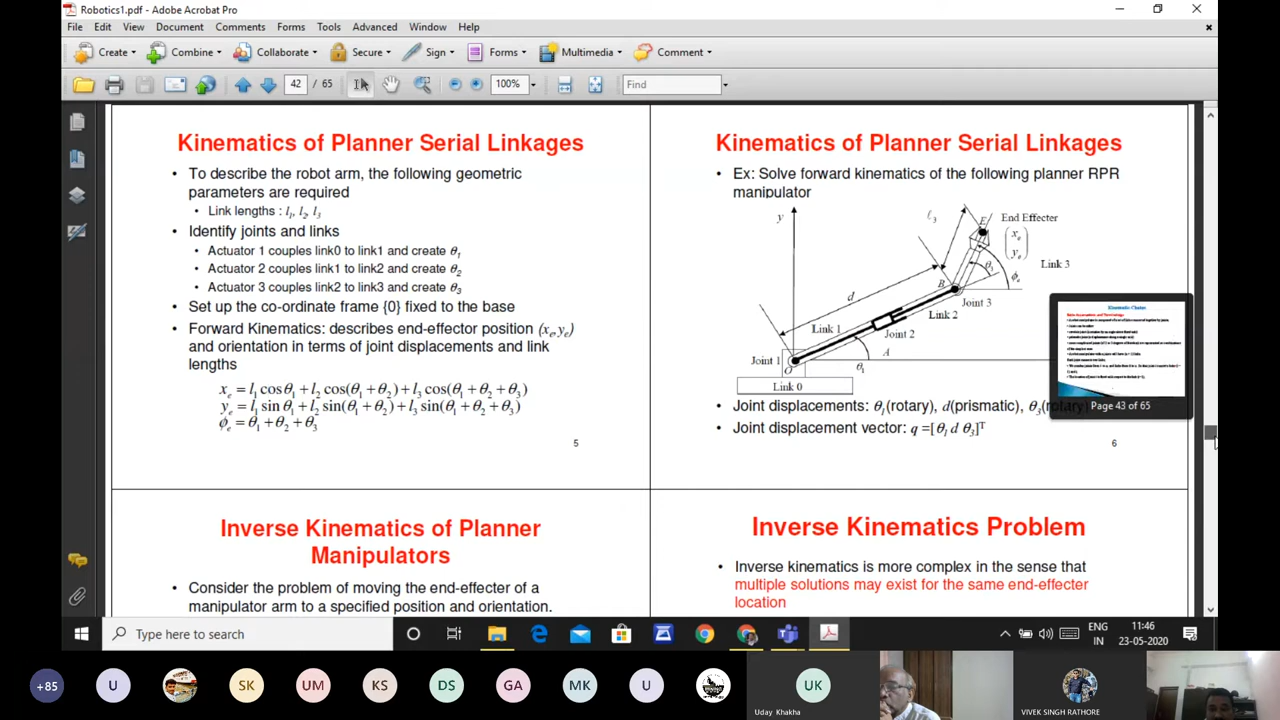 Robotics1.pdf - Adobe Acrobat Pro
File Edit View Document Comments Forms Tools Advanced Window Help
Create Combine Collaborate Secure Sign Forms Multimedia Comment
42 / 65 100% Find
Kinematics of Planner Serial Linkages
• To describe the robot arm, the following geometric
parameters are required
• Link lengths : l1, l2, l3
• Identify joints and links
• Actuator 1 couples link0 to link1 and create θ1
• Actuator 2 couples link1 to link2 and create θ2
• Actuator 3 couples link2 to link3 and create θ3
• Set up the co-ordinate frame {0} fixed to the base
• Forward Kinematics: describes end-effector position (xe,ye)
and orientation in terms of joint displacements and link
lengths
xe = l1 cosθ1 + l2 cos(θ1 + θ2) + l3 cos(θ1 + θ2 + θ3)
ye = l1 sinθ1 + l2 sin(θ1 + θ2) + l3 sin(θ1 + θ2 + θ3)
ϕe = θ1 + θ2 + θ3
5
Kinematics of Planner Serial Linkages
• Ex: Solve forward kinematics of the following planner RPR
manipulator
y
ℓ3
E
End Effecter
xe
ye
θ3
ϕe
Link 3
d
B
Joint 3
Link 2
Link 1
Joint 2
A
Joint 1
O
θ1
Link 0
• Joint displacements: θ1(rotary), d(prismatic), θ3(rotary)
• Joint displacement vector: q =[θ1 d θ3]T
6
Kinematic Chains
Page 43 of 65
Inverse Kinematics of Planner
Manipulators
• Consider the problem of moving the end-effecter of a
manipulator arm to a specified position and orientation.
Inverse Kinematics Problem
• Inverse kinematics is more complex in the sense that
multiple solutions may exist for the same end-effecter
location
Type here to search
ENG
IN
11:46
23-05-2020
+85 U SK UM KS DS GA MK U UK
Uday Khakha
VIVEK SINGH RATHORE